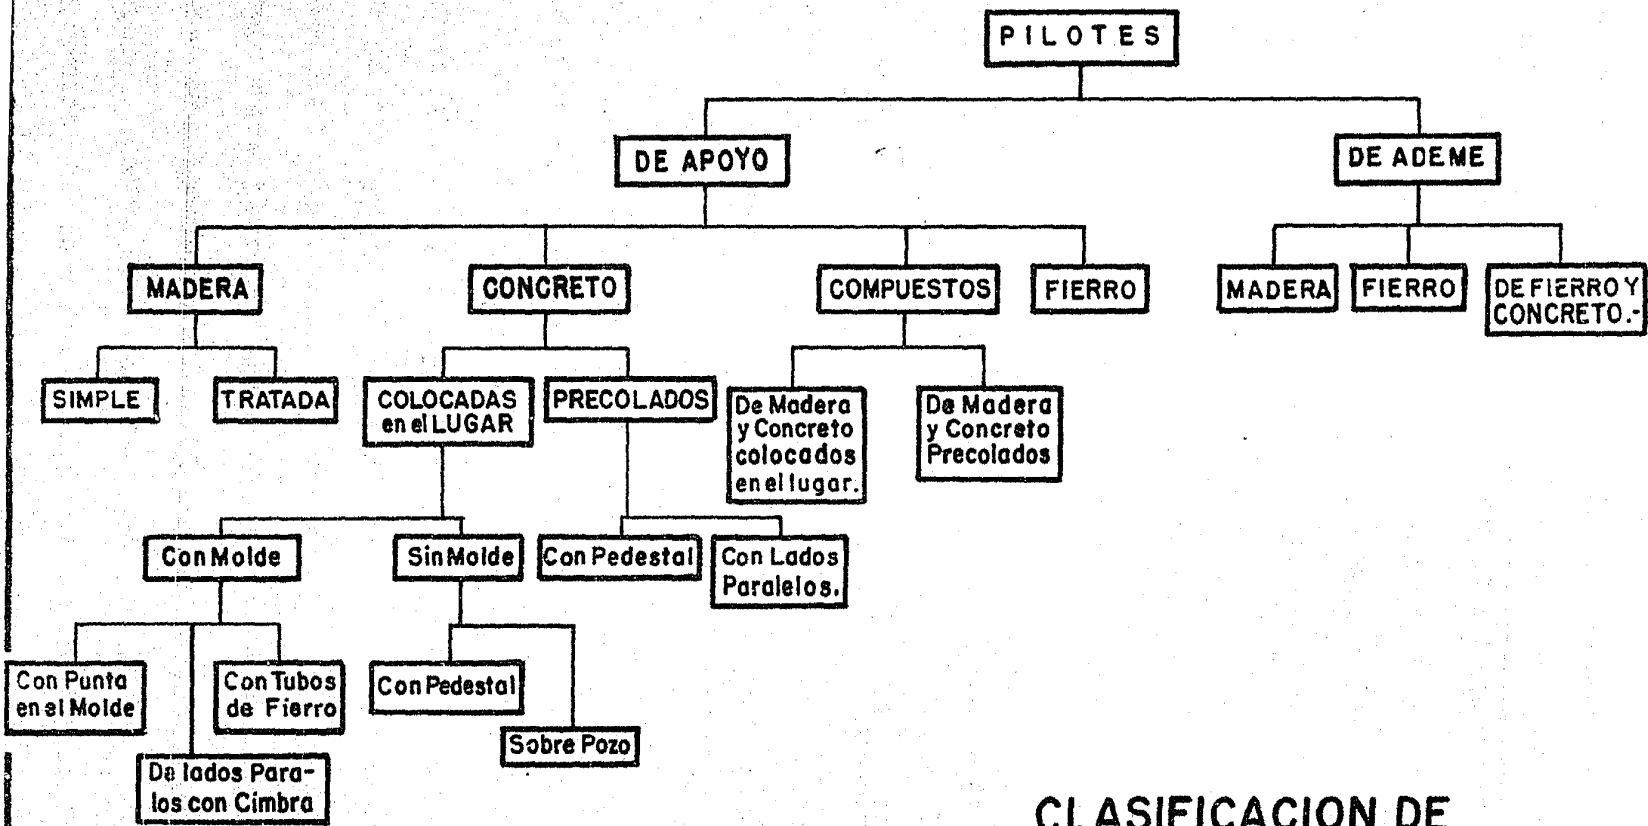 PILOTES
DE APOYO
DE ADEME
MADERA
CONCRETO
COMPUESTOS
FIERRO
MADERA
FIERRO
DE FIERRO Y
CONCRETO.-
SIMPLE
TRATADA
COLOCADAS
en el LUGAR
PRECOLADOS
De Madera
y Concreto
colocados
en el lugar.
De Madera
y Concreto
Precolados
Con Molde
Sin Molde
Con Pedestal
Con Lados
Paralelos.
Con Punta
en el Molde
Con Tubos
de Fierro
Con Pedestal
Sobre Pozo
De lados Para-
los con Cimbra
CLASIFICACION DE